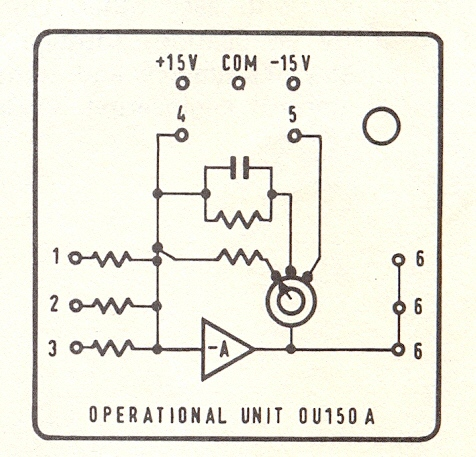 +15V COM -15V
4 5
1 6
2 6
3 -A 6
OPERATIONAL UNIT OU150A